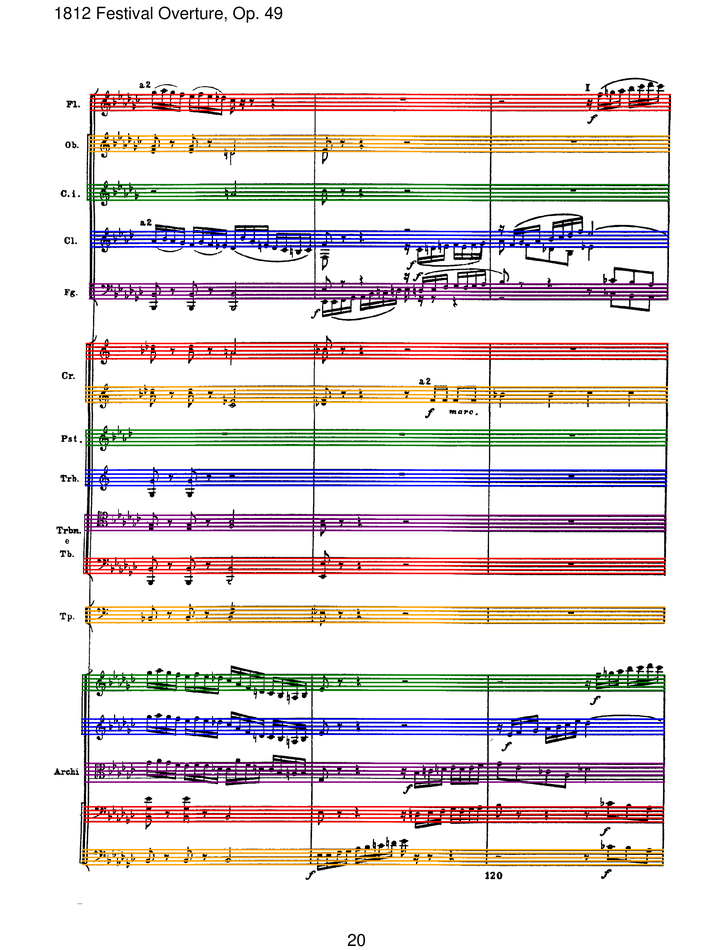 1812 Festival Overture, Op. 49
a2
I
Fl.
f
Ob.
C.i.
a2
Cl.
f
f
Fg.
f
Cr.
a2
f marc.
Pst.
Trb.
Trbn.
e
Tb.
Tp.
f
f
Archi
f
f
f
f
120
20